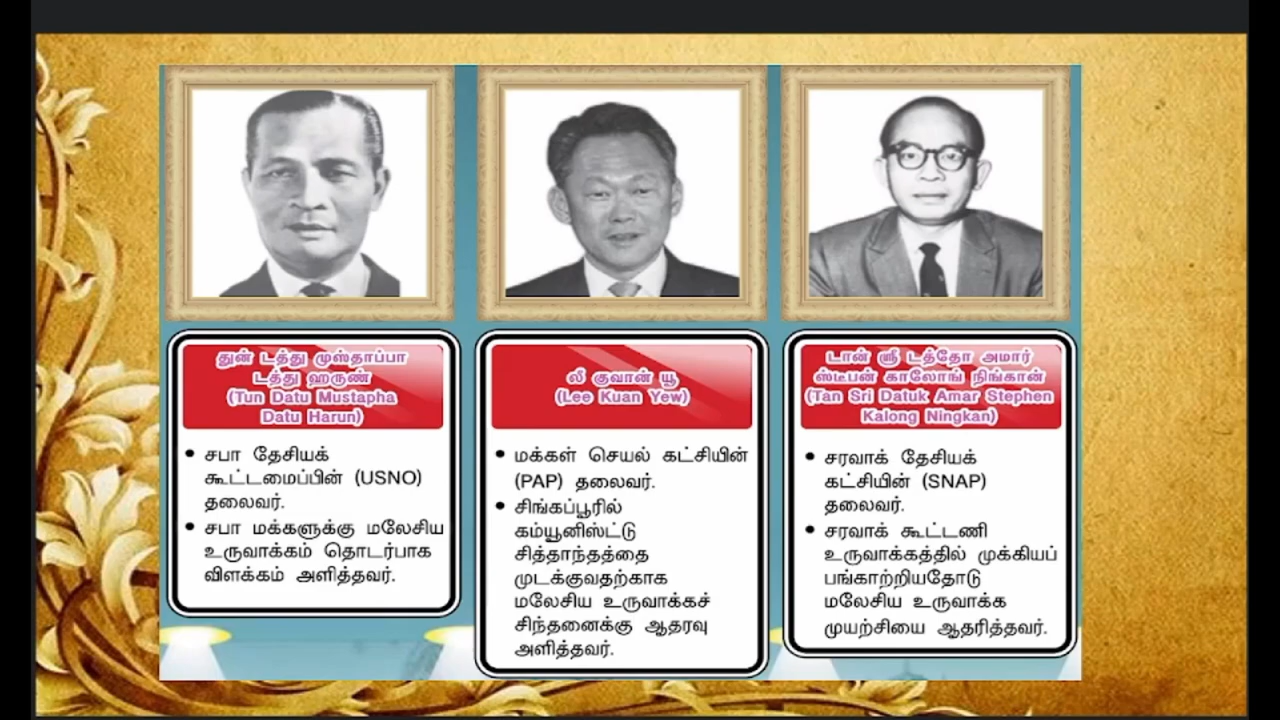 துன் டத்து முஸ்தாப்பா
டத்து ஹருண்
(Tun Datu Mustapha
Datu Harun)
• சபா தேசியக்
கூட்டமைப்பின் (USNO)
தலைவர்.
• சபா மக்களுக்கு மலேசிய
உருவாக்கம் தொடர்பாக
விளக்கம் அளித்தவர்.
லீ குவான் யூ
(Lee Kuan Yew)
• மக்கள் செயல் கட்சியின்
(PAP) தலைவர்.
• சிங்கப்பூரில்
கம்யூனிஸ்ட்டு
சித்தாந்தத்தை
முடக்குவதற்காக
மலேசிய உருவாக்கச்
சிந்தனைக்கு ஆதரவு
அளித்தவர்.
டான் ஸ்ரீ டத்தோ அமார்
ஸ்டீபன் காலோங் நிங்கான்
(Tan Sri Datuk Amar Stephen
Kalong Ningkan)
• சரவாக் தேசியக்
கட்சியின் (SNAP)
தலைவர்.
• சரவாக் கூட்டணி
உருவாக்கத்தில் முக்கியப்
பங்காற்றியதோடு
மலேசிய உருவாக்க
முயற்சியை ஆதரித்தவர்.